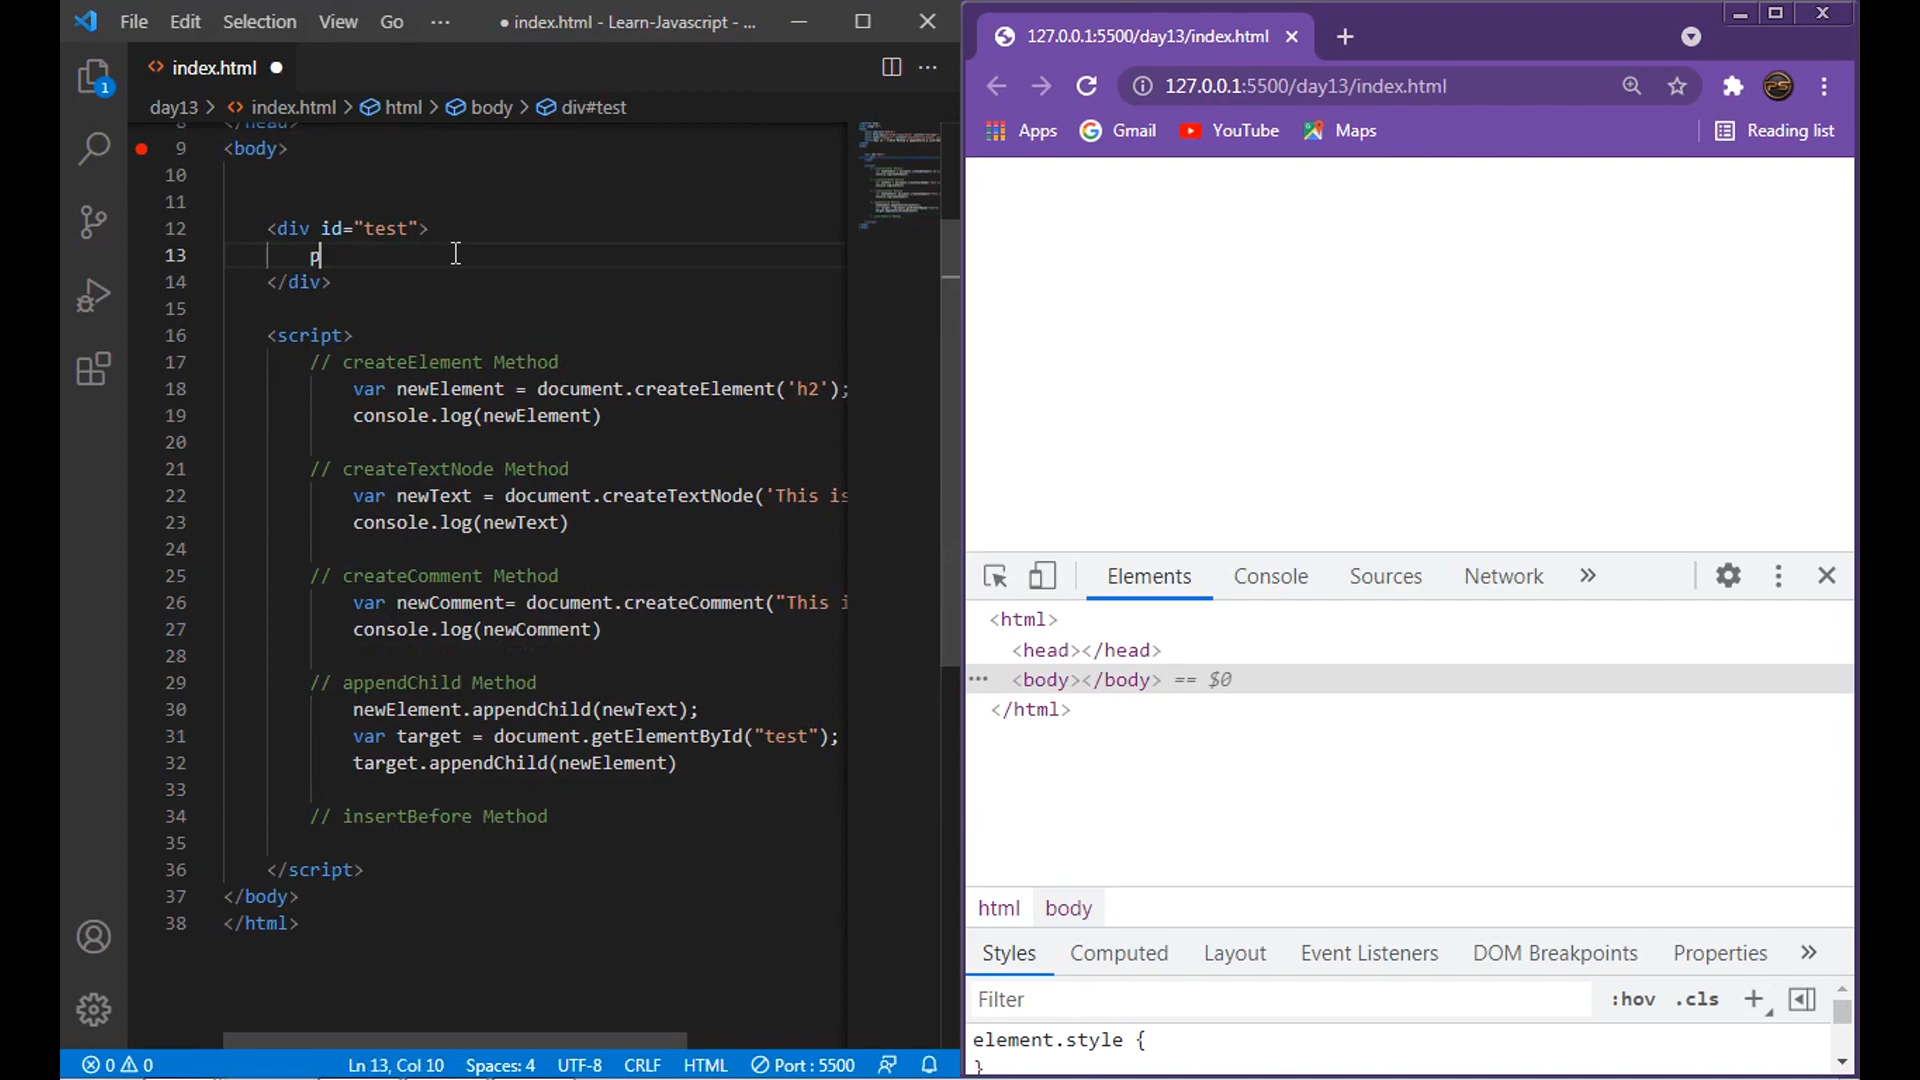 File Edit Selection View Go ··· ● index.html - Learn-Javascript - ...
index.html ●
day13 > index.html > html > body > div#test
8 </head>
9 <body>
10
11
12 <div id="test">
13 p
14 </div>
15
16 <script>
17 // createElement Method
18 var newElement = document.createElement('h2');
19 console.log(newElement)
20
21 // createTextNode Method
22 var newText = document.createTextNode('This is
23 console.log(newText)
24
25 // createComment Method
26 var newComment= document.createComment("This i
27 console.log(newComment)
28
29 // appendChild Method
30 newElement.appendChild(newText);
31 var target = document.getElementById("test");
32 target.appendChild(newElement)
33
34 // insertBefore Method
35
36 </script>
37 </body>
38 </html>
1
0 0 Ln 13, Col 10 Spaces: 4 UTF-8 CRLF HTML Port : 5500
127.0.0.1:5500/day13/index.html
127.0.0.1:5500/day13/index.html
Apps Gmail YouTube Maps Reading list
Elements Console Sources Network »
<html>
<head></head>
··· <body></body> == $0
</html>
html body
Styles Computed Layout Event Listeners DOM Breakpoints Properties »
Filter :hov .cls +
element.style {
}